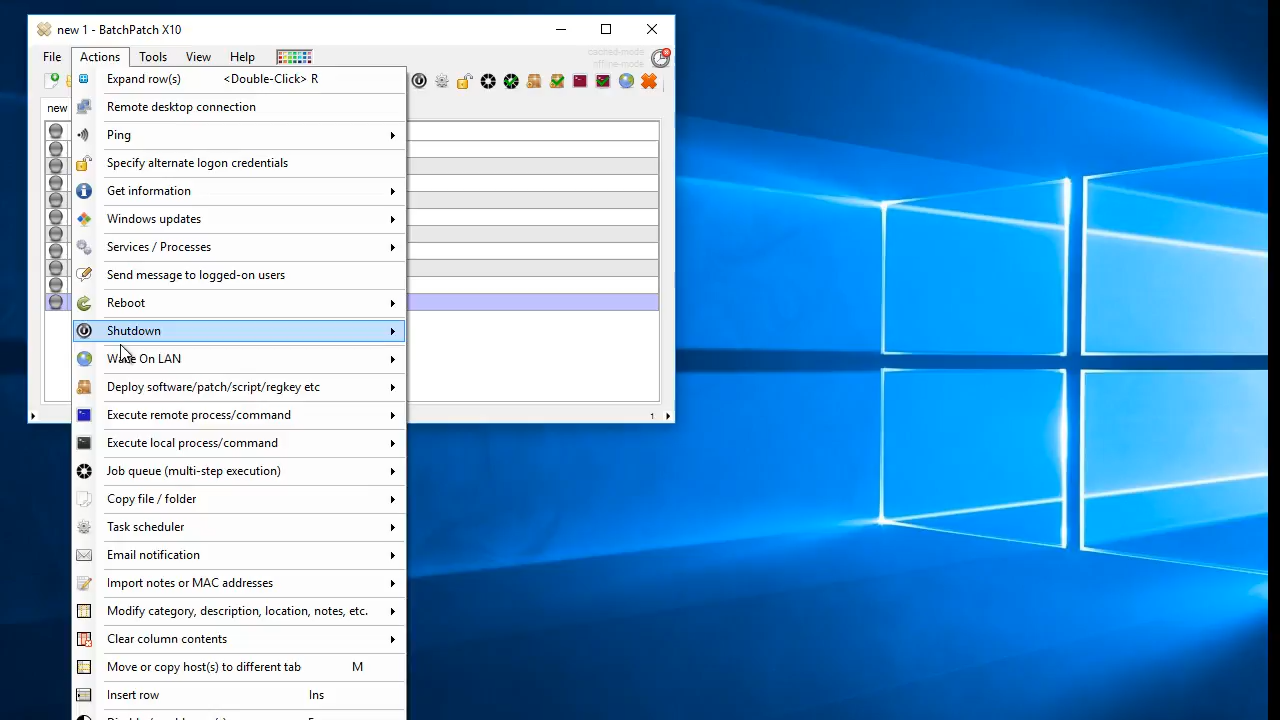 new 1 - BatchPatch X10
File Actions Tools View Help
cached-mode
offline-mode
new
Expand row(s) <Double-Click> R
Remote desktop connection
Ping
Specify alternate logon credentials
Get information
Windows updates
Services / Processes
Send message to logged-on users
Reboot
Shutdown
Wake On LAN
Deploy software/patch/script/regkey etc
Execute remote process/command
1
Execute local process/command
Job queue (multi-step execution)
Copy file / folder
Task scheduler
Email notification
Import notes or MAC addresses
Modify category, description, location, notes, etc.
Clear column contents
Move or copy host(s) to different tab M
Insert row Ins